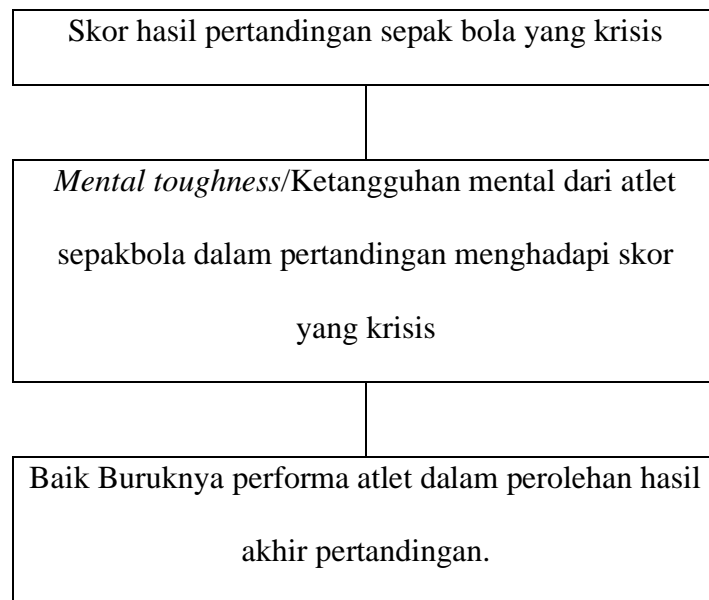 Skor hasil pertandingan sepak bola yang krisis
Mental toughness/Ketangguhan mental dari atlet
sepakbola dalam pertandingan menghadapi skor
yang krisis
Baik Buruknya performa atlet dalam perolehan hasil
akhir pertandingan.